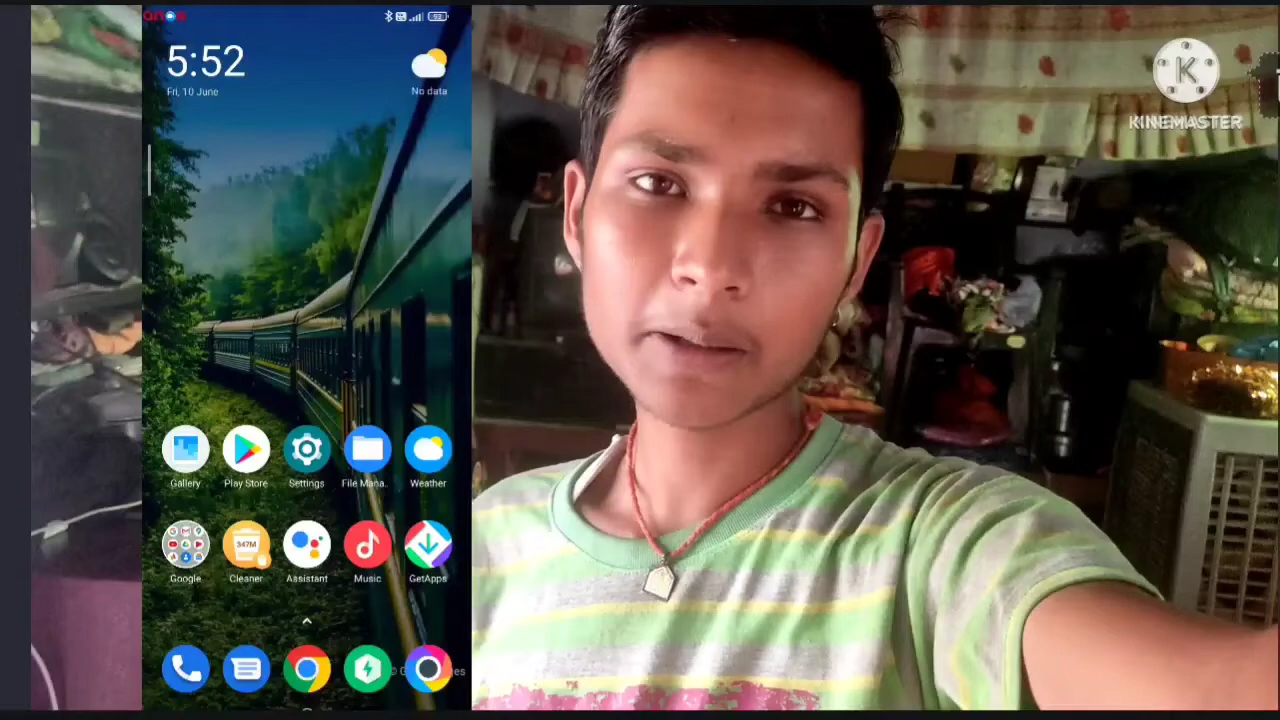 5:52
Fri, 10 June
No data
KINEMASTER
Gallery
Play Store
Settings
File Mana..
Weather
347M
Google
Cleaner
Assistant
Music
GetApps